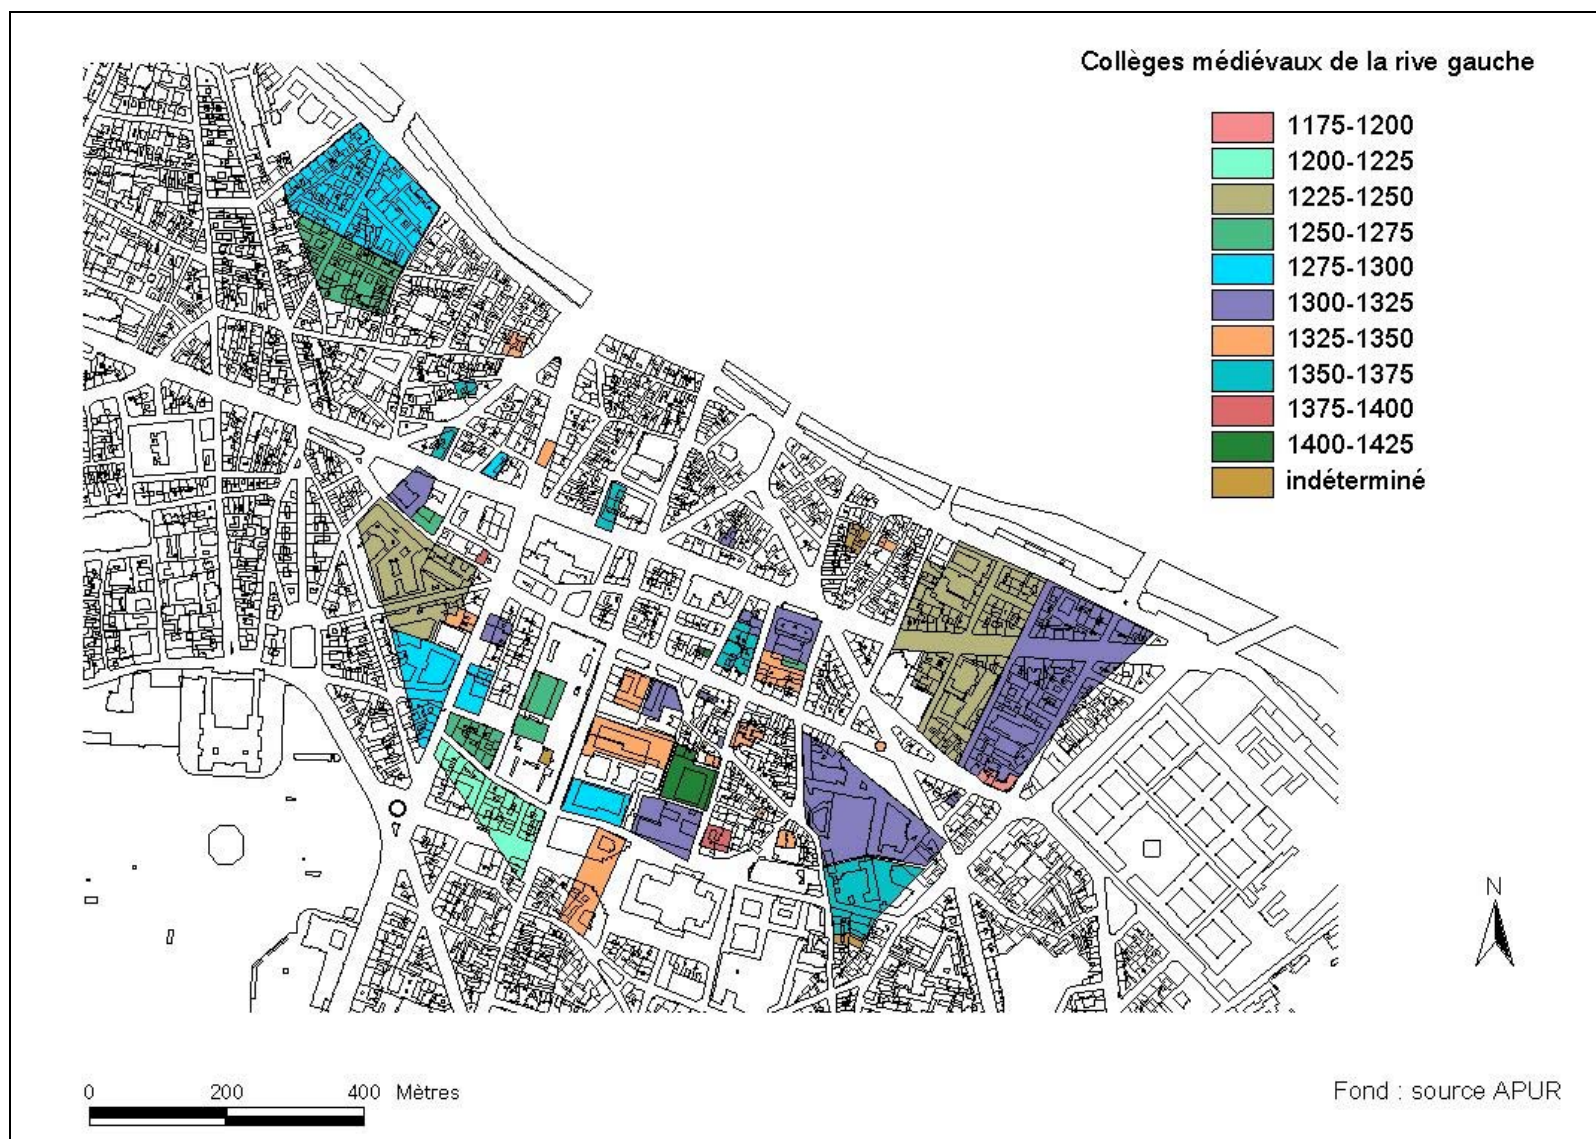 Collèges médiévaux de la rive gauche
1175-1200
1200-1225
1225-1250
1250-1275
1275-1300
1300-1325
1325-1350
1350-1375
1375-1400
1400-1425
indéterminé
N
0 200 400 Mètres
Fond : source APUR